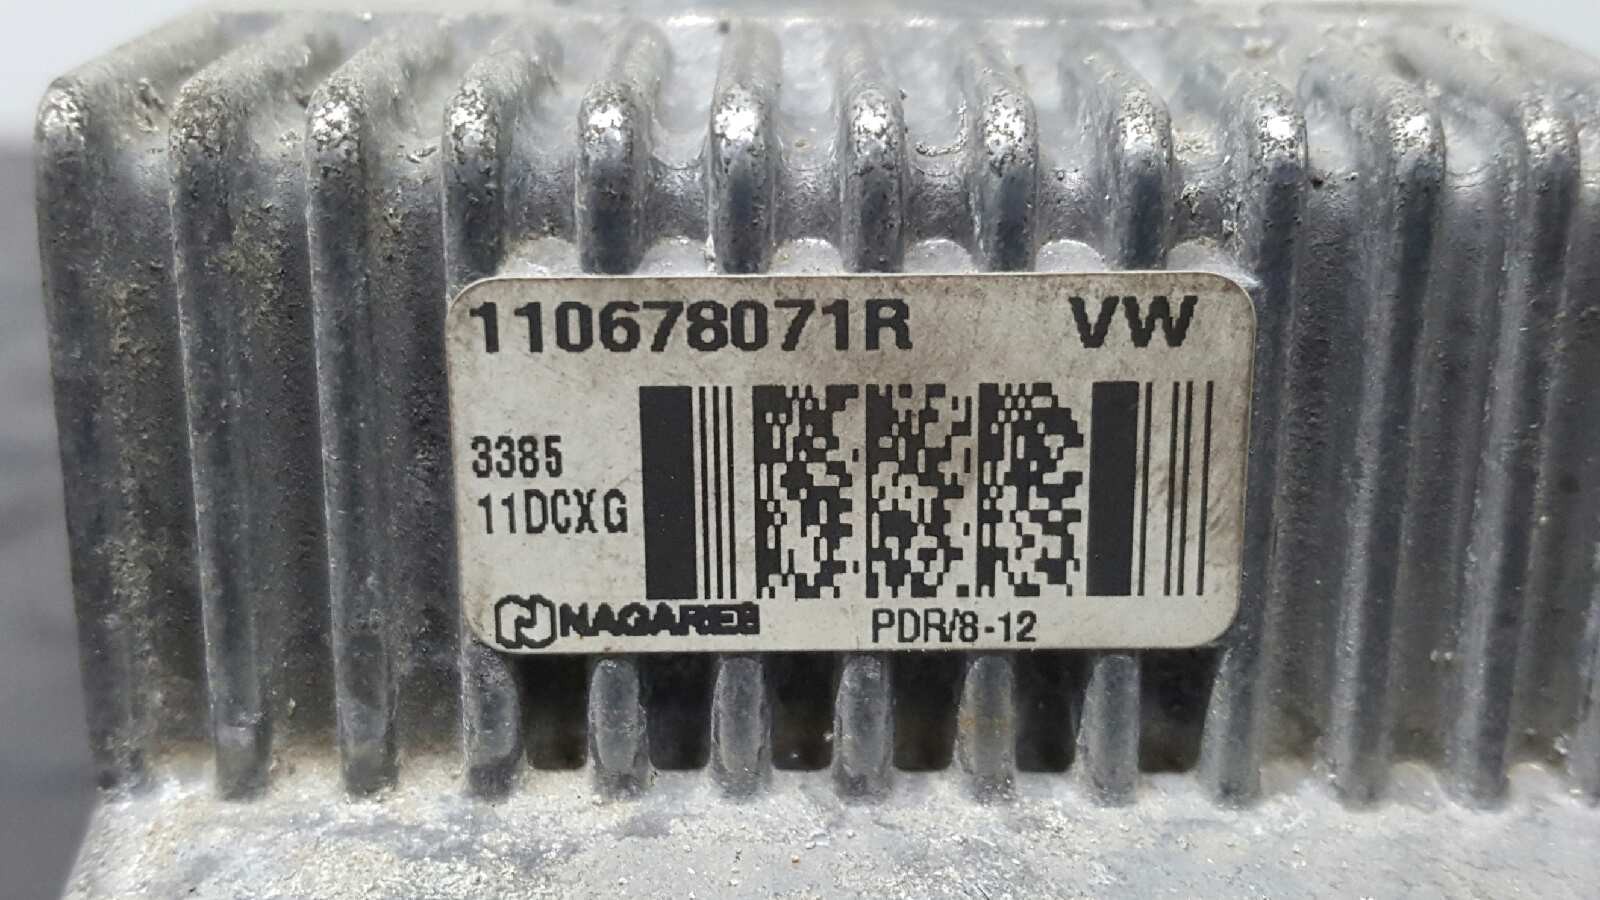 110678071R VW
3385
11DCXG
NAGARES
PDR/8-12